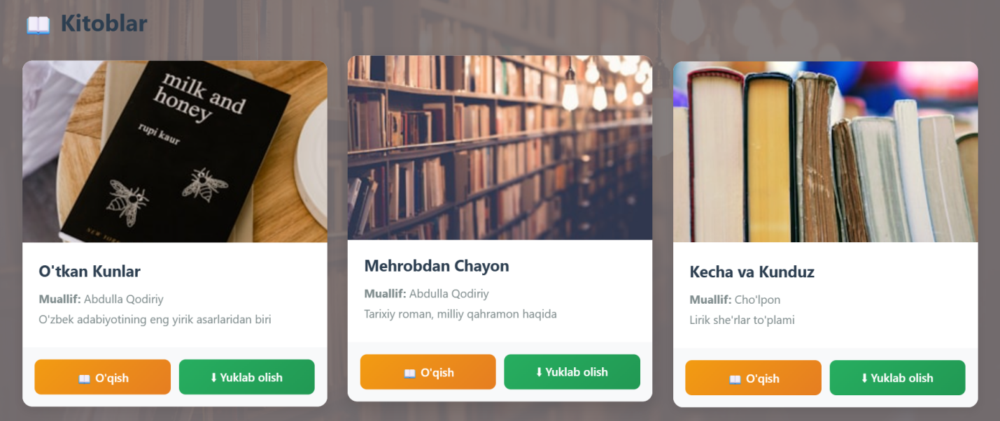 📖 Kitoblar
milk and
honey
rupi kaur
NEW YORK
O'tkan Kunlar
Muallif: Abdulla Qodiriy
O'zbek adabiyotining eng yirik asarlaridan biri
📖 O'qish
⬇ Yuklab olish
Mehrobdan Chayon
Muallif: Abdulla Qodiriy
Tarixiy roman, milliy qahramon haqida
📖 O'qish
⬇ Yuklab olish
Kecha va Kunduz
Muallif: Cho'lpon
Lirik she'rlar to'plami
📖 O'qish
⬇ Yuklab olish